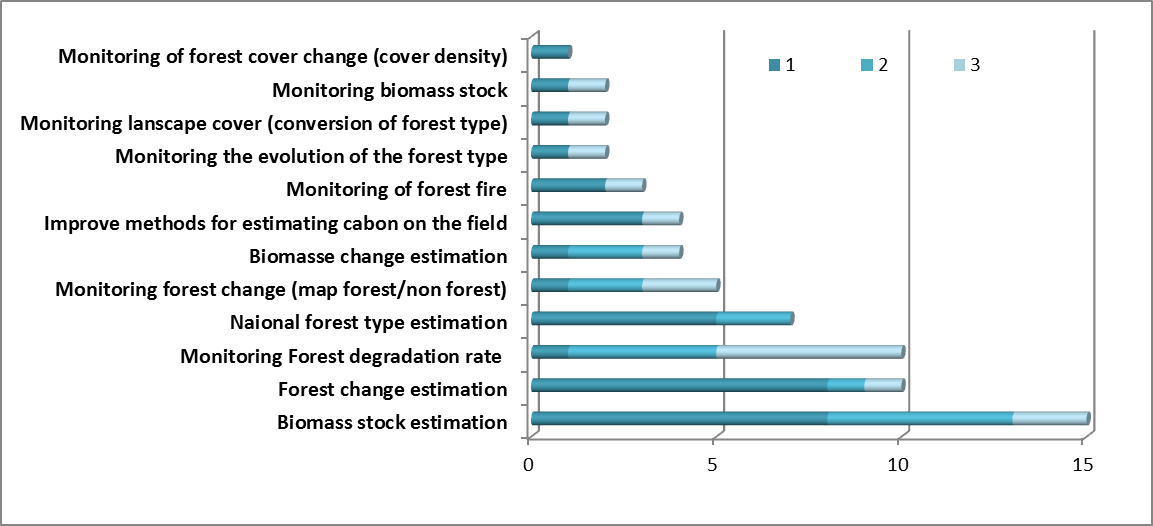 Monitoring of forest cover change (cover density)
1 2 3
Monitoring biomass stock
Monitoring lanscape cover (conversion of forest type)
Monitoring the evolution of the forest type
Monitoring of forest fire
Improve methods for estimating cabon on the field
Biomasse change estimation
Monitoring forest change (map forest/non forest)
Naional forest type estimation
Monitoring Forest degradation rate
Forest change estimation
Biomass stock estimation
0 5 10 15